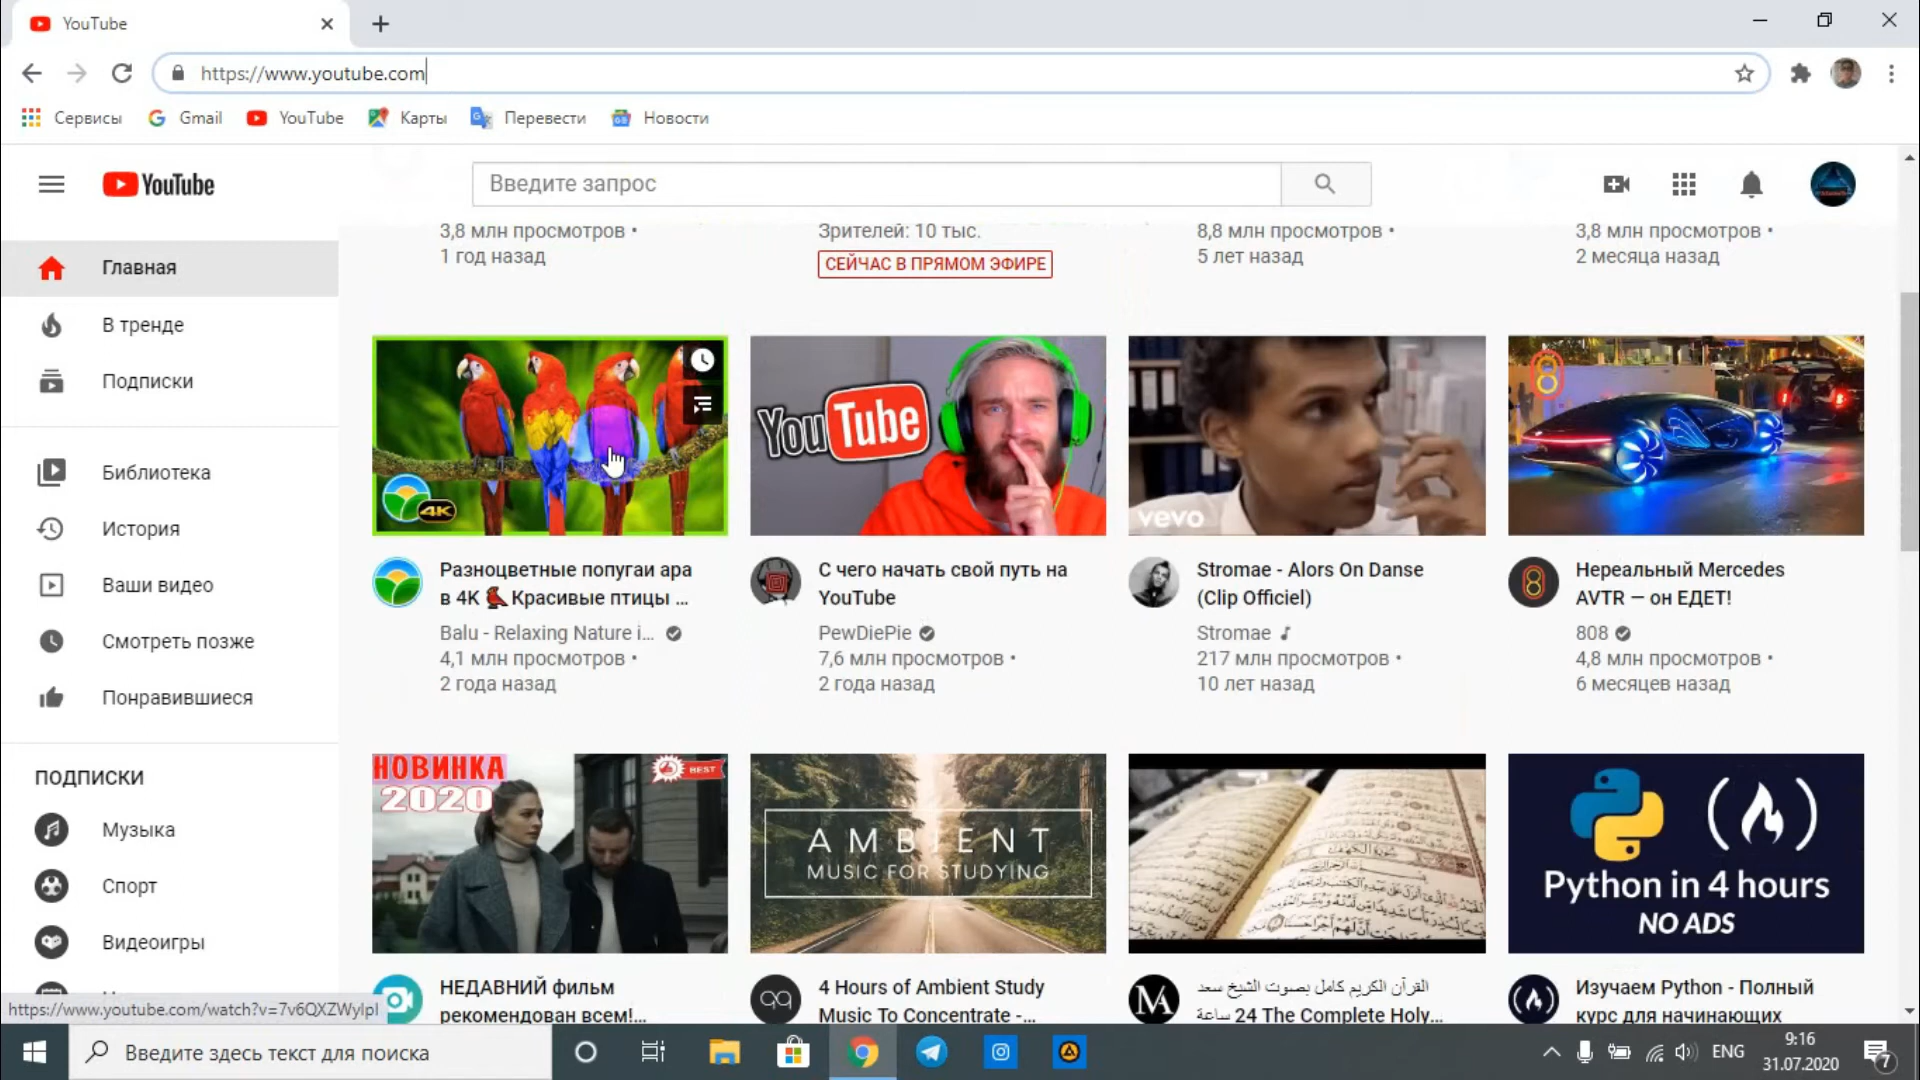 YouTube
https://www.youtube.com
Сервисы
Gmail
YouTube
Карты
Перевести
Новости
YouTube
Введите запрос
3,8 млн просмотров •
1 год назад
Зрителей: 10 тыс.
СЕЙЧАС В ПРЯМОМ ЭФИРЕ
8,8 млн просмотров •
5 лет назад
3,8 млн просмотров •
2 месяца назад
Главная
В тренде
Подписки
Библиотека
История
Ваши видео
Смотреть позже
Понравившиеся
ПОДПИСКИ
Музыка
Спорт
Видеоигры
4K
YouTube
vevo
8
Разноцветные попугаи ара
в 4K Красивые птицы ...
Balu - Relaxing Nature i...
4,1 млн просмотров •
2 года назад
С чего начать свой путь на
YouTube
PewDiePie
7,6 млн просмотров •
2 года назад
Stromae - Alors On Danse
(Clip Officiel)
Stromae
217 млн просмотров •
10 лет назад
Нереальный Mercedes
AVTR — он ЕДЕТ!
808
4,8 млн просмотров •
6 месяцев назад
НОВИНКА
2020
BEST
AMBIENT
MUSIC FOR STUDYING
Python in 4 hours
NO ADS
НЕДАВНИЙ фильм
рекомендован всем!...
4 Hours of Ambient Study
Music To Concentrate -...
القرآن الكريم كامل بصوت الشيخ سعد
ساعة 24 The Complete Holy...
Изучаем Python - Полный
курс для начинающих
https://www.youtube.com/watch?v=7v6QXZWyIpI
Введите здесь текст для поиска
ENG
9:16
31.07.2020
7